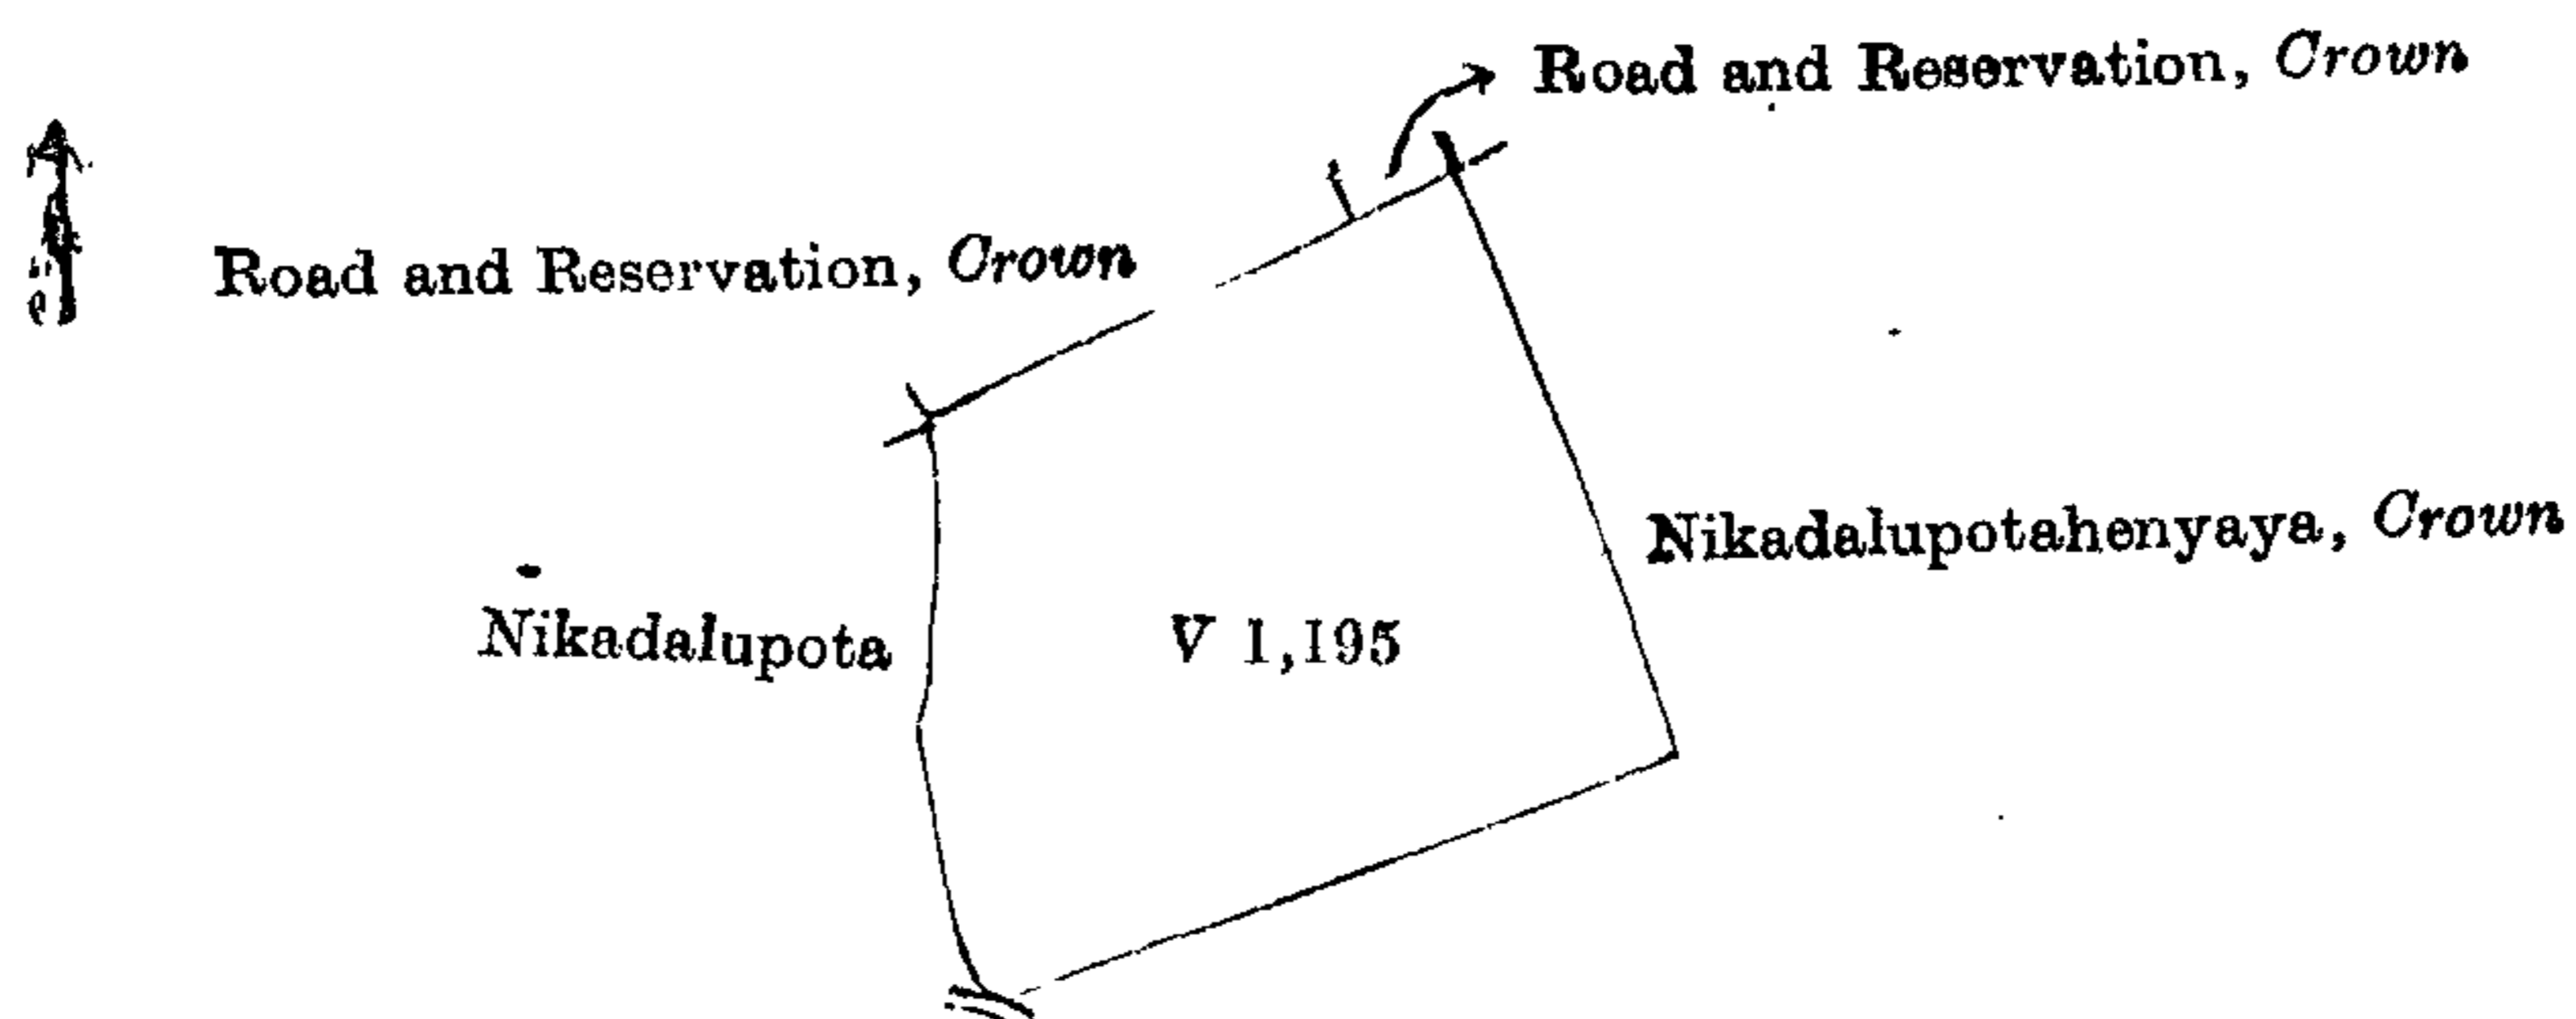 Road and Reservation, Crown
Road and Reservation, Crown
Nikadalupotahenyaya, Crown
Nikadalupota
V 1,195